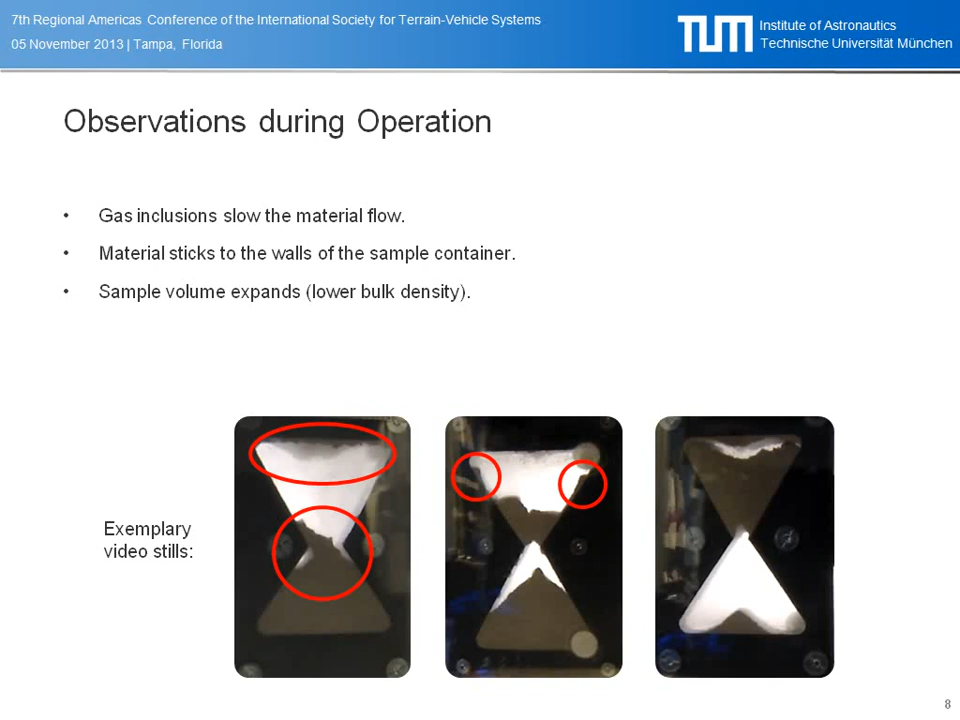 7th Regional Americas Conference of the International Society for Terrain-Vehicle Systems
05 November 2013 | Tampa, Florida
TUM
Institute of Astronautics
Technische Universität München
Observations during Operation
• Gas inclusions slow the material flow.
• Material sticks to the walls of the sample container.
• Sample volume expands (lower bulk density).
Exemplary
video stills:
8